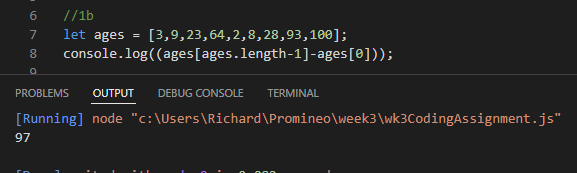 6 //1b
7 let ages = [3,9,23,64,2,8,28,93,100];
8 console.log((ages[ages.length-1]-ages[0]));
9
PROBLEMS OUTPUT DEBUG CONSOLE TERMINAL
[Running] node "c:\Users\Richard\Promineo\week3\wk3CodingAssignment.js"
97